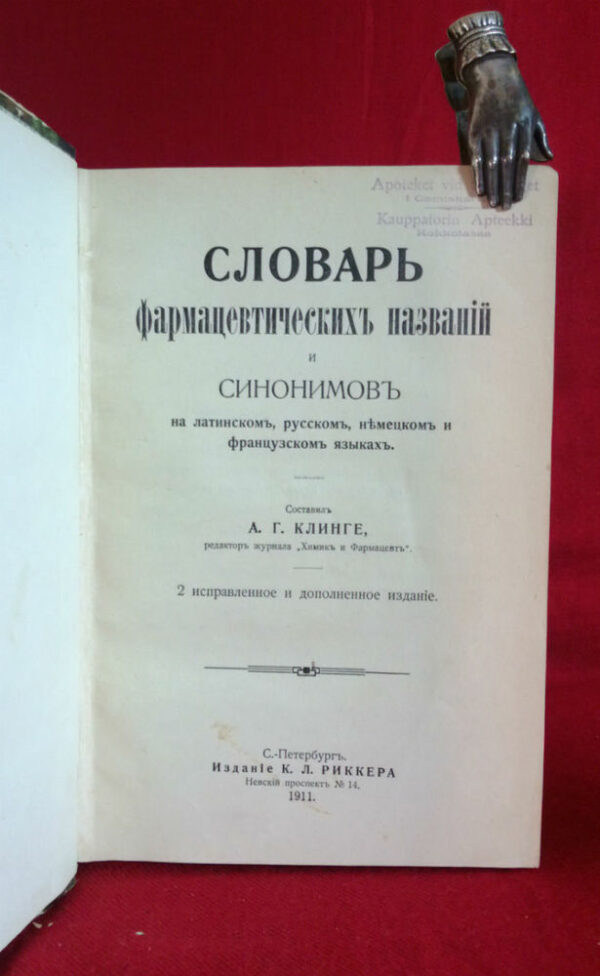 Apoteket vid
Kauppatorin Apteekki
СЛОВАРЬ
фармацевтическихъ названій
и
СИНОНИМОВЪ
на латинскомъ, русскомъ, нѣмецкомъ и
французскомъ языкахъ.
Составилъ
А. Г. КЛИНГЕ,
редакторъ журнала „Химикъ и Фармацевтъ“.
2 исправленное и дополненное изданіе.
С.-Петербургъ.
Изданіе К. Л. РИККЕРА
Невскій проспектъ № 14.
1911.